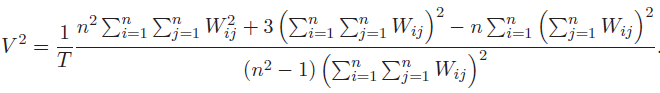 V^2 = \frac{1}{T} \frac{n^2 \sum_{i=1}^{n} \sum_{j=1}^{n} W_{ij}^2 + 3 \left( \sum_{i=1}^{n} \sum_{j=1}^{n} W_{ij} \right)^2 - n \sum_{i=1}^{n} \left( \sum_{j=1}^{n} W_{ij} \right)^2}{(n^2 - 1) \left( \sum_{i=1}^{n} \sum_{j=1}^{n} W_{ij} \right)^2}.